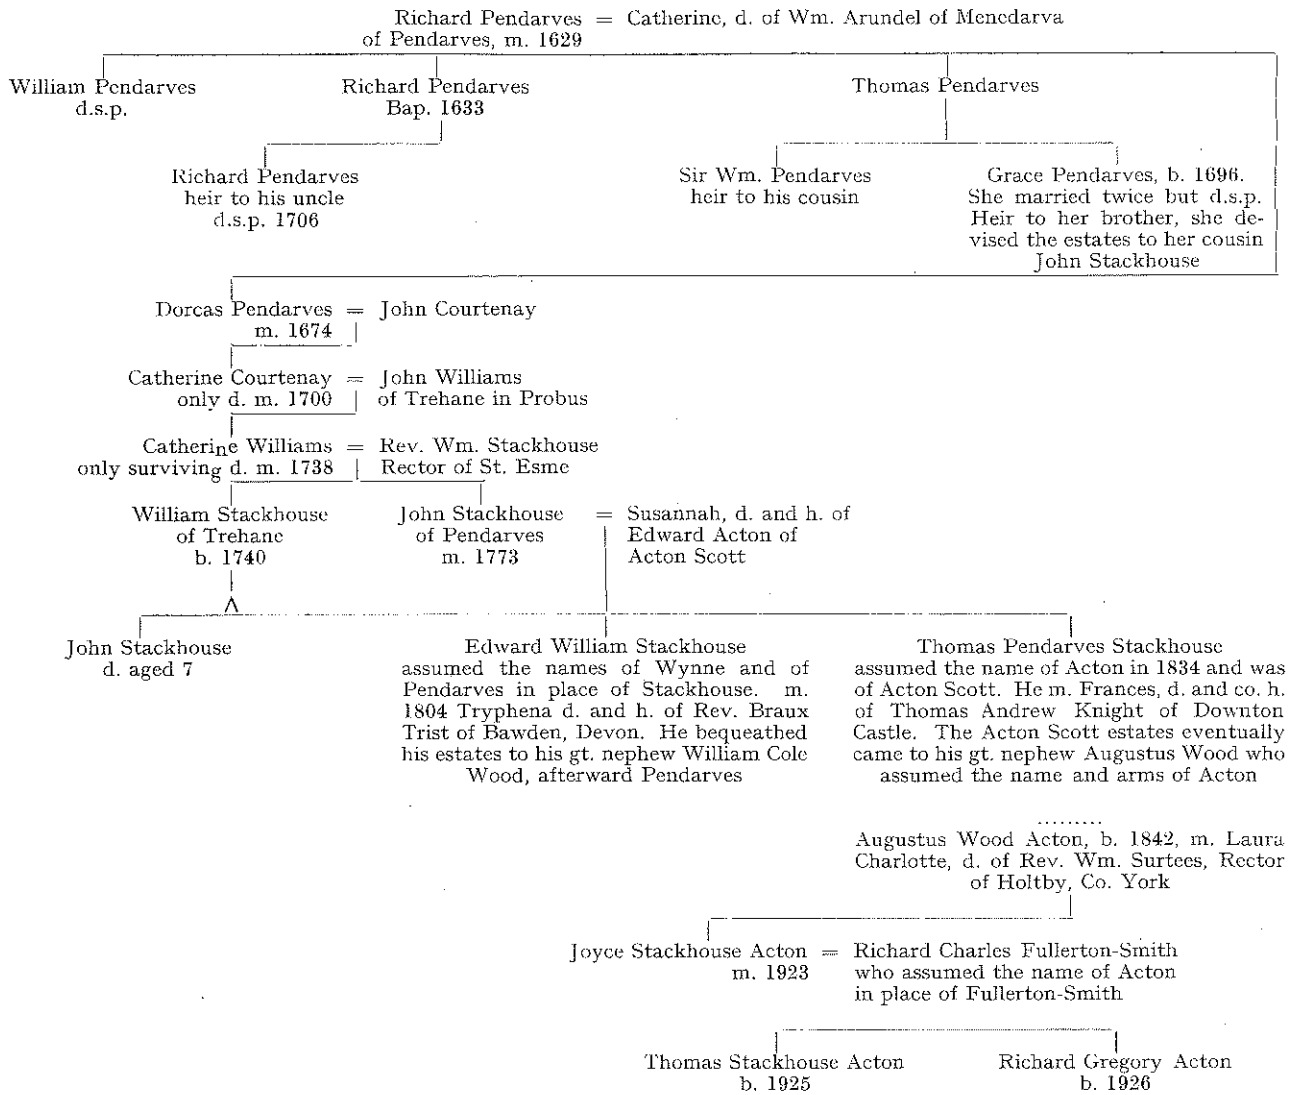 Richard Pendarves = Catherine, d. of Wm. Arundel of Menedarva
of Pendarves, m. 1629
William Pendarves
d.s.p.
Richard Pendarves
Bap. 1633
Thomas Pendarves
Richard Pendarves
heir to his uncle
d.s.p. 1706
Sir Wm. Pendarves
heir to his cousin
Grace Pendarves, b. 1696.
She married twice but d.s.p.
Heir to her brother, she de-
vised the estates to her cousin
John Stackhouse
Dorcas Pendarves = John Courtenay
m. 1674
Catherine Courtenay = John Williams
only d. m. 1700 of Trehane in Probus
Catherine Williams = Rev. Wm. Stackhouse
only surviving d. m. 1738 Rector of St. Esme
William Stackhouse
of Trehane
b. 1740
John Stackhouse = Susannah, d. and h. of
of Pendarves Edward Acton of
m. 1773 Acton Scott
John Stackhouse
d. aged 7
Edward William Stackhouse
assumed the names of Wynne and of
Pendarves in place of Stackhouse. m.
1804 Tryphena d. and h. of Rev. Braux
Trist of Bawden, Devon. He bequeathed
his estates to his gt. nephew William Cole
Wood, afterward Pendarves
Thomas Pendarves Stackhouse
assumed the name of Acton in 1834 and was
of Acton Scott. He m. Frances, d. and co. h.
of Thomas Andrew Knight of Downton
Castle. The Acton Scott estates eventually
came to his gt. nephew Augustus Wood who
assumed the name and arms of Acton
.........
Augustus Wood Acton, b. 1842, m. Laura
Charlotte, d. of Rev. Wm. Surtees, Rector
of Holtby, Co. York
Joyce Stackhouse Acton = Richard Charles Fullerton-Smith
m. 1923 who assumed the name of Acton
in place of Fullerton-Smith
Thomas Stackhouse Acton
b. 1925
Richard Gregory Acton
b. 1926